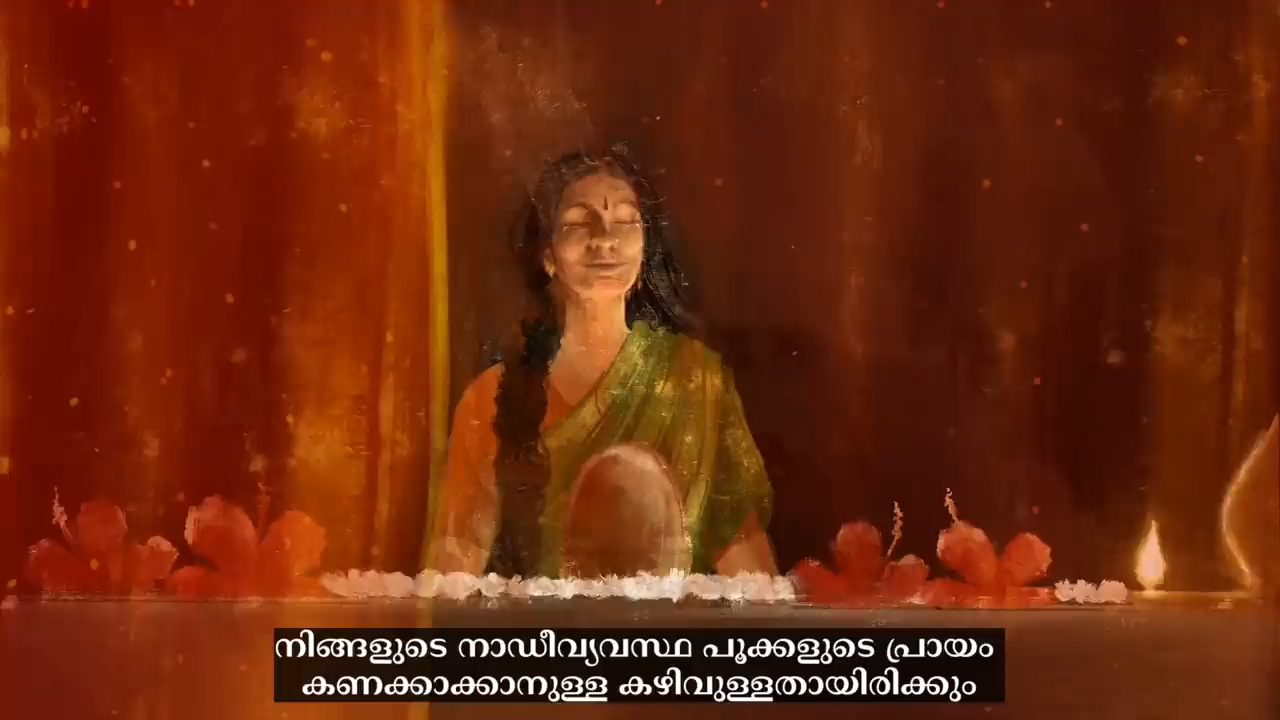 നിങ്ങളുടെ നാഡീവ്യവസ്ഥ പൂക്കളുടെ പ്രായം
കണക്കാക്കാനുള്ള കഴിവുള്ളതായിരിക്കും